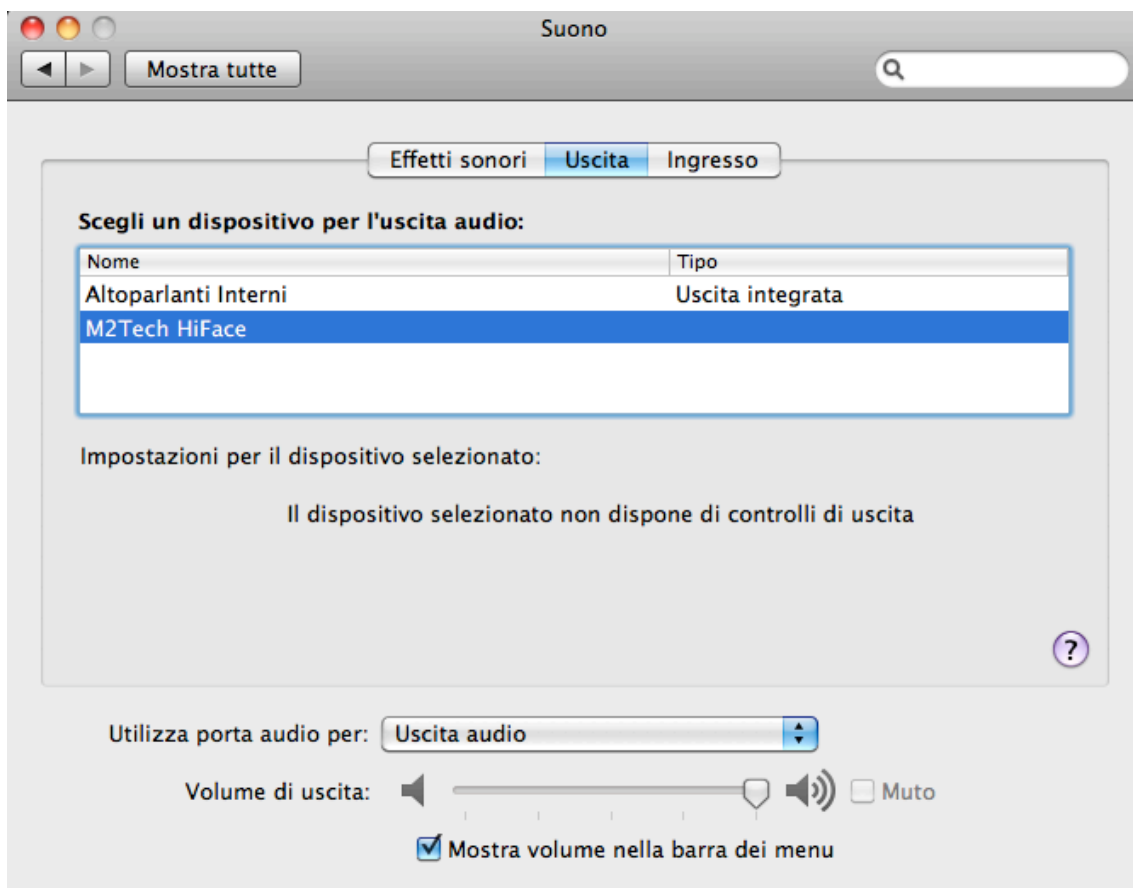 Suono
Mostra tutte
Effetti sonori Uscita Ingresso
Scegli un dispositivo per l'uscita audio:
Nome Tipo
Altoparlanti Interni Uscita integrata
M2Tech HiFace
Impostazioni per il dispositivo selezionato:
Il dispositivo selezionato non dispone di controlli di uscita
?
Utilizza porta audio per: Uscita audio
Volume di uscita: Muto
Mostra volume nella barra dei menu